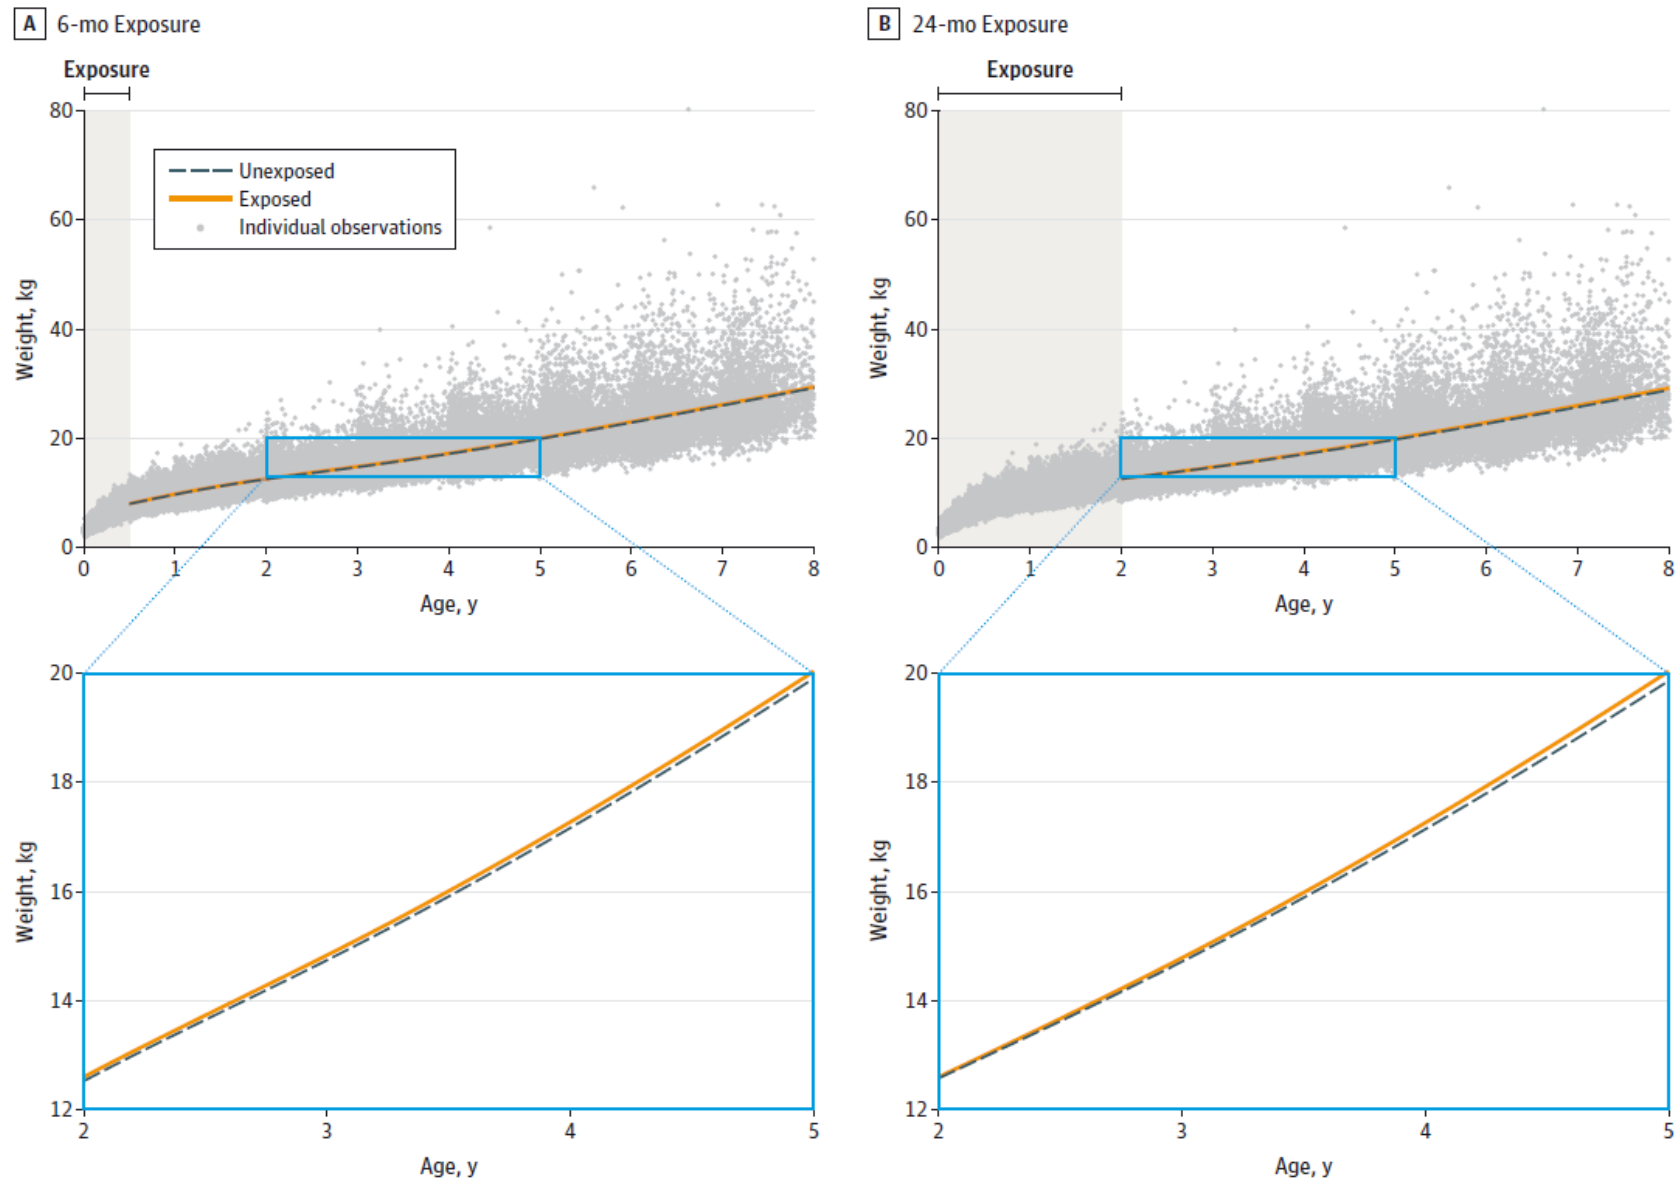 A 6-mo Exposure
Exposure
80
60
40
20
0
Weight, kg
Unexposed
Exposed
Individual observations
0 1 2 3 4 5 6 7 8
Age, y
20
18
16
14
12
Weight, kg
2 3 4 5
Age, y
B 24-mo Exposure
Exposure
80
60
40
20
0
Weight, kg
0 1 2 3 4 5 6 7 8
Age, y
20
18
16
14
12
Weight, kg
2 3 4 5
Age, y